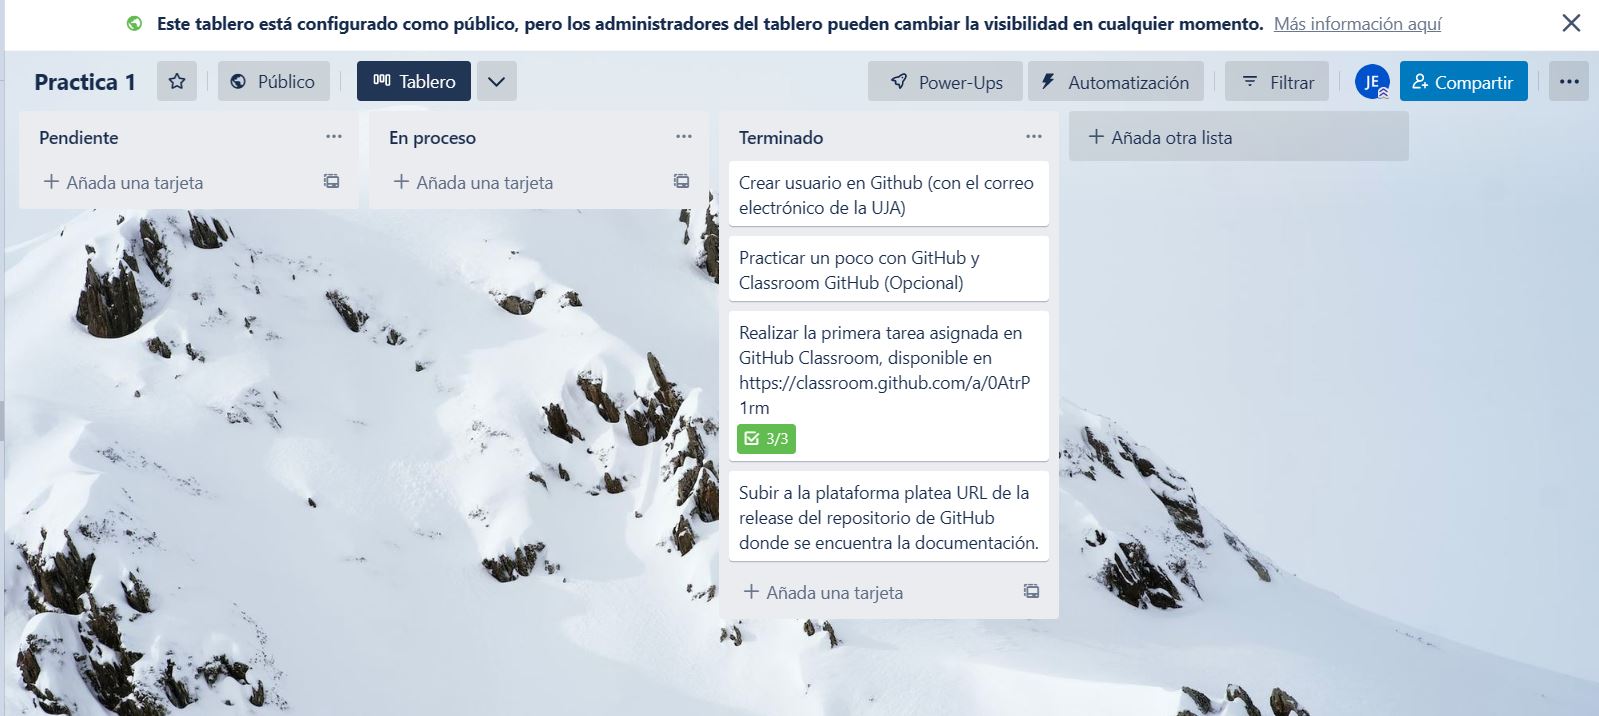 Este tablero está configurado como público, pero los administradores del tablero pueden cambiar la visibilidad en cualquier momento. Más información aquí
Practica 1
Público
Tablero
Power-Ups
Automatización
Filtrar
JE
Compartir
Pendiente
Añada una tarjeta
En proceso
Añada una tarjeta
Terminado
Crear usuario en Github (con el correo
electrónico de la UJA)
Practicar un poco con GitHub y
Classroom GitHub (Opcional)
Realizar la primera tarea asignada en
GitHub Classroom, disponible en
https://classroom.github.com/a/0AtrP
1rm
3/3
Subir a la plataforma platea URL de la
release del repositorio de GitHub
donde se encuentra la documentación.
Añada una tarjeta
Añada otra lista